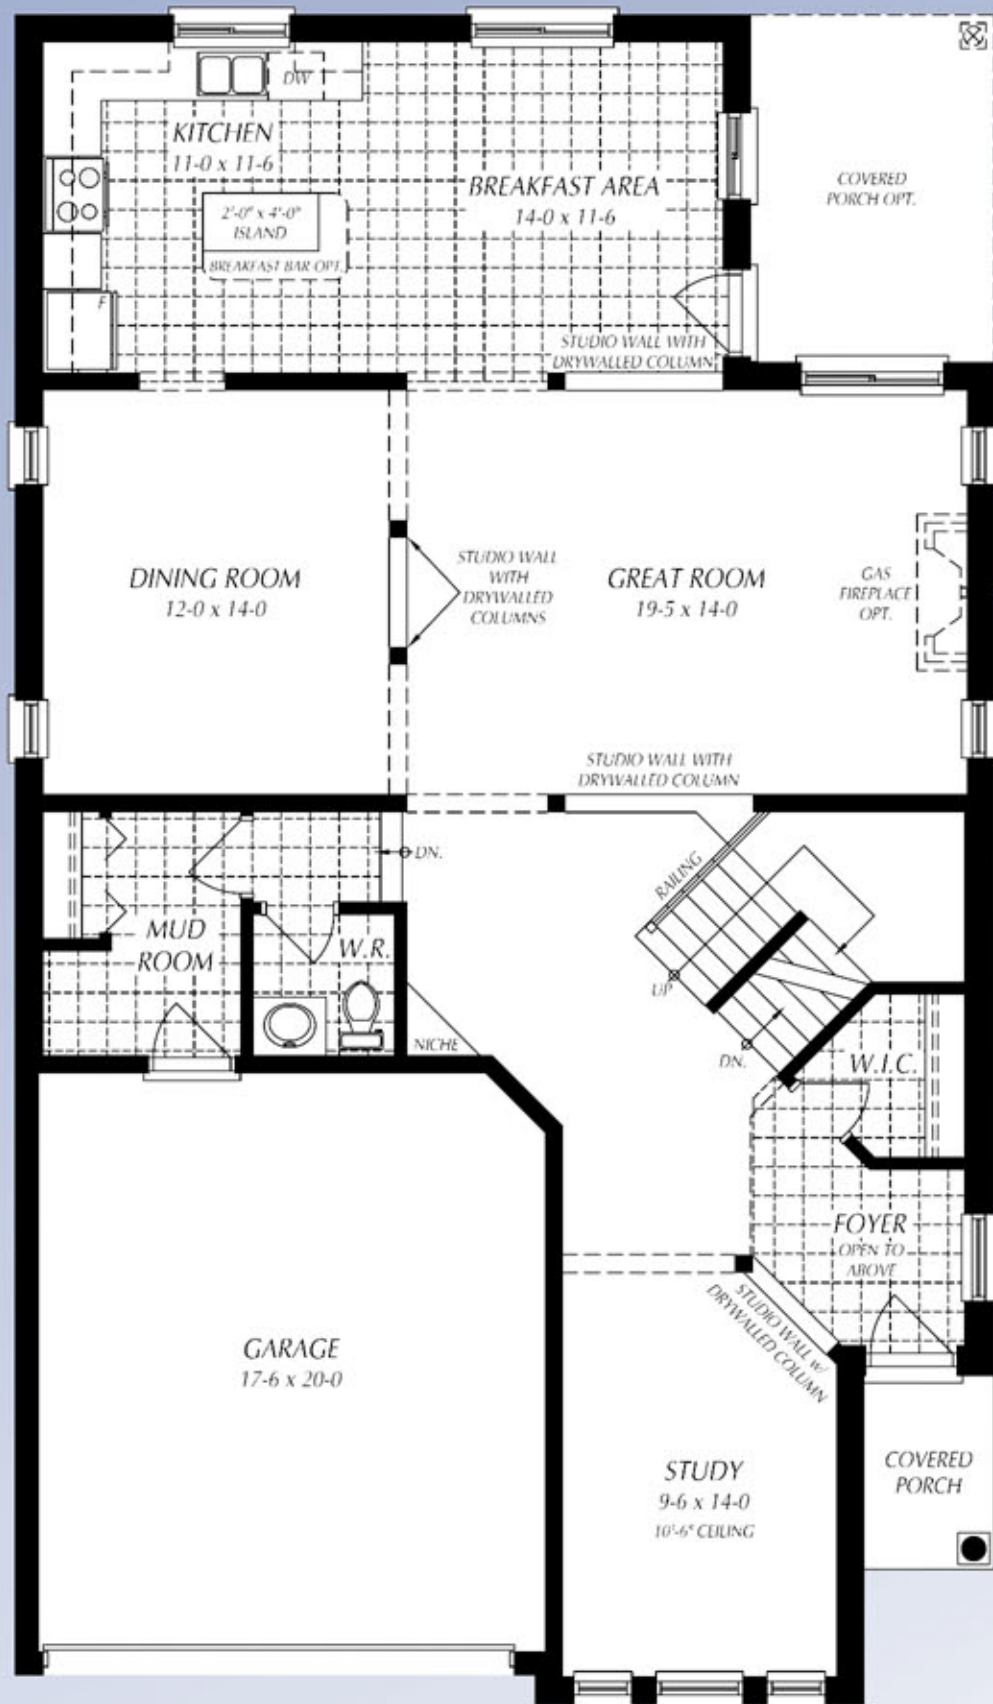 DW
KITCHEN
11-0 x 11-6
2'-0" x 4'-0"
ISLAND
BREAKFAST BAR OPT.
F
BREAKFAST AREA
14-0 x 11-6
COVERED
PORCH OPT.
STUDIO WALL WITH
DRYWALLED COLUMN
DINING ROOM
12-0 x 14-0
STUDIO WALL
WITH
DRYWALLED
COLUMNS
GREAT ROOM
19-5 x 14-0
GAS
FIREPLACE
OPT.
STUDIO WALL WITH
DRYWALLED COLUMN
DN.
RAILING
MUD
ROOM
W.R.
UP
NICHE
DN.
W.I.C.
FOYER
OPEN TO
ABOVE
STUDIO WALL w/
DRYWALLED COLUMN
GARAGE
17-6 x 20-0
STUDY
9-6 x 14-0
10'-6" CEILING
COVERED
PORCH